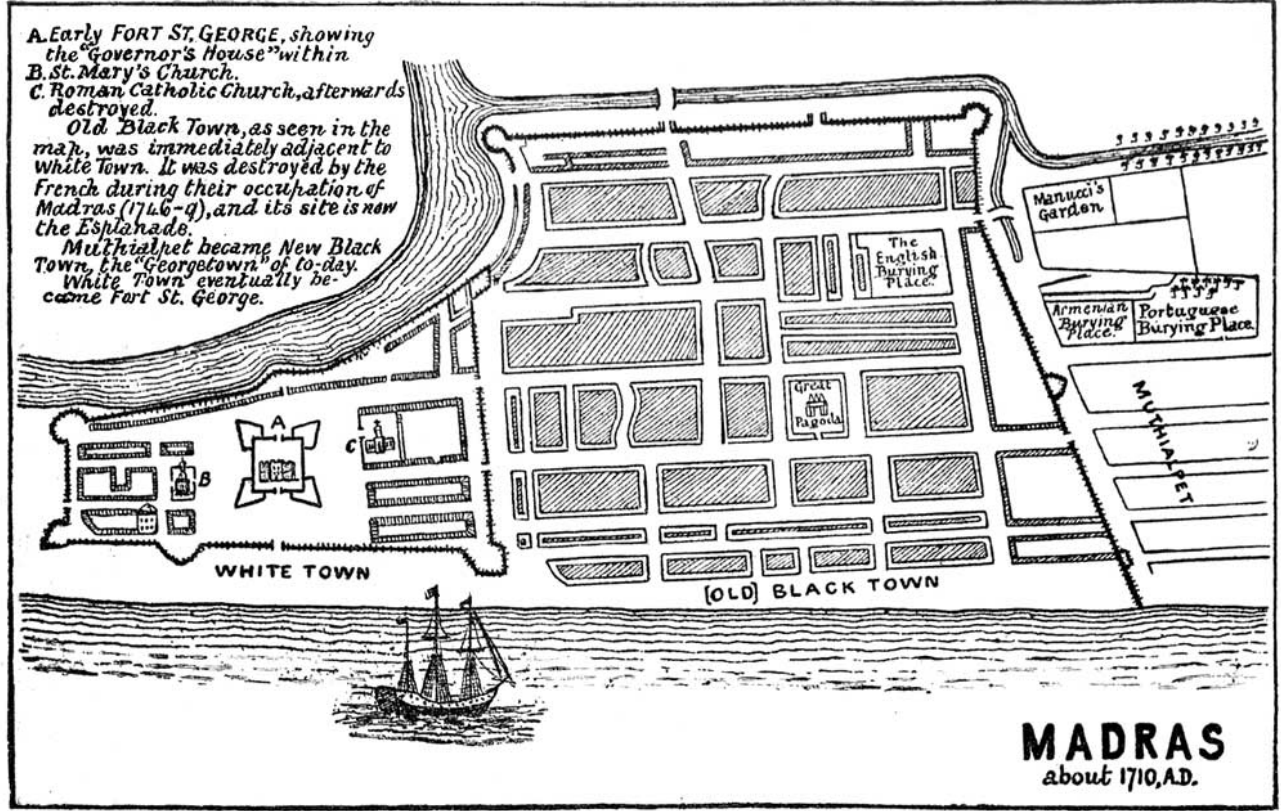 A. Early FORT ST. GEORGE, showing
the "Governor's House" within
B. St. Mary's Church.
C. Roman Catholic Church, afterwards
destroyed.
Old Black Town, as seen in the
map, was immediately adjacent to
White Town. It was destroyed by the
French during their occupation of
Madras (1746-9), and its site is now
the Esplanade.
Muthialpet became New Black
Town, the "Georgetown" of to-day.
White Town eventually be-
came Fort St. George.
Manucci's
Garden
The
English
Burying
Place.
Armenian
Burying
Place.
Portuguese
Burying Place.
Great
Pagoda
MUTHIALPET
A
B
C
WHITE TOWN
[OLD] BLACK TOWN
MADRAS
about 1710, A.D.